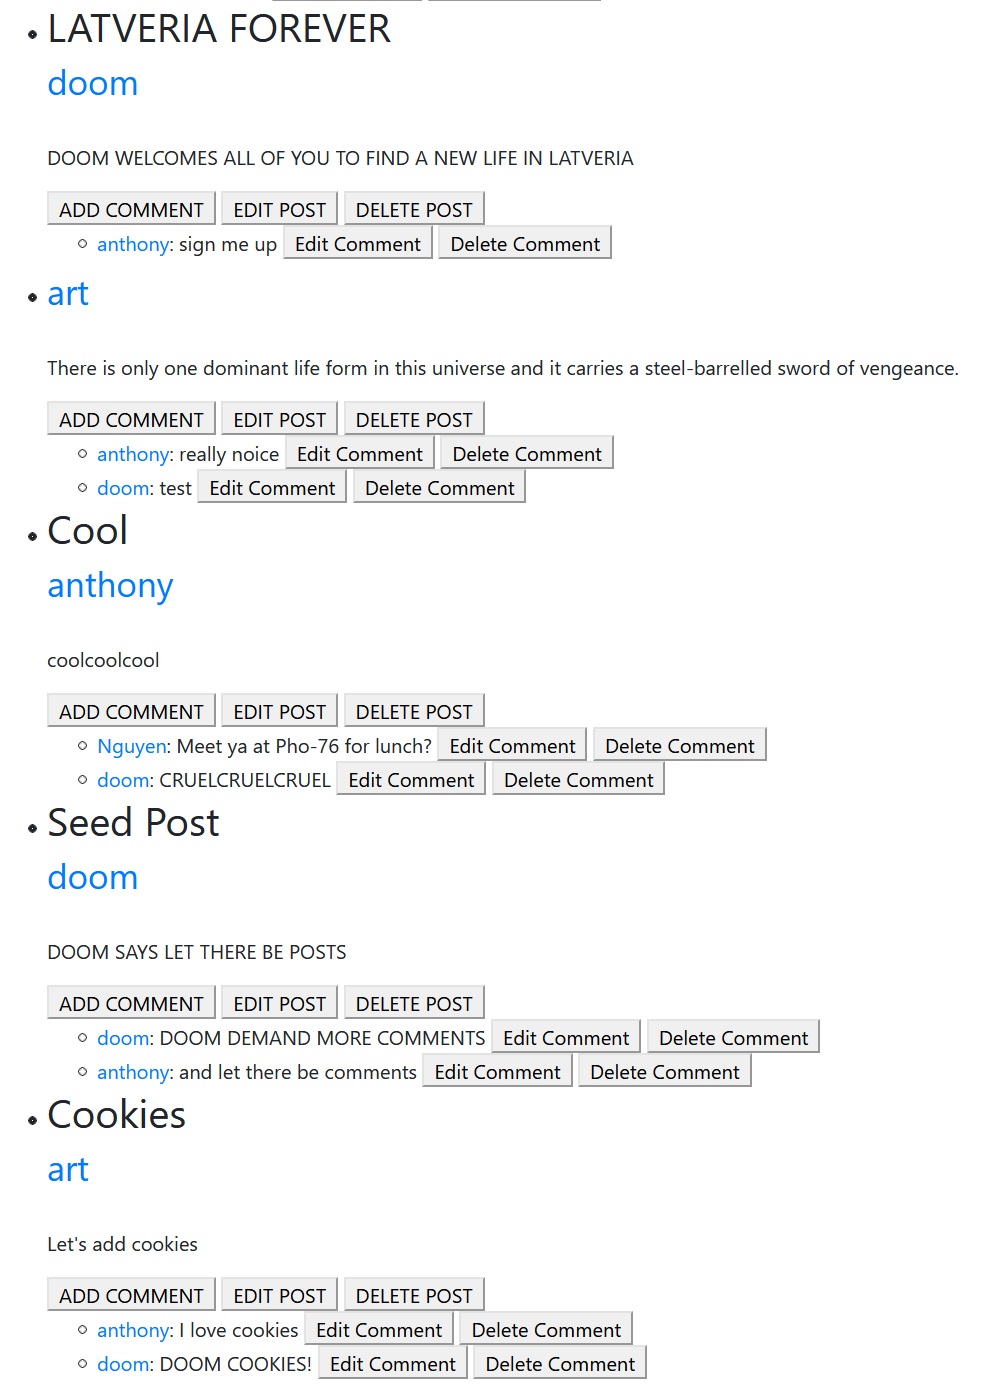 LATVERIA FOREVER
doom
DOOM WELCOMES ALL OF YOU TO FIND A NEW LIFE IN LATVERIA
ADD COMMENT EDIT POST DELETE POST
anthony: sign me up Edit Comment Delete Comment
art
There is only one dominant life form in this universe and it carries a steel-barrelled sword of vengeance.
ADD COMMENT EDIT POST DELETE POST
anthony: really noice Edit Comment Delete Comment
doom: test Edit Comment Delete Comment
Cool
anthony
coolcoolcool
ADD COMMENT EDIT POST DELETE POST
Nguyen: Meet ya at Pho-76 for lunch? Edit Comment Delete Comment
doom: CRUELCRUELCRUEL Edit Comment Delete Comment
Seed Post
doom
DOOM SAYS LET THERE BE POSTS
ADD COMMENT EDIT POST DELETE POST
doom: DOOM DEMAND MORE COMMENTS Edit Comment Delete Comment
anthony: and let there be comments Edit Comment Delete Comment
Cookies
art
Let's add cookies
ADD COMMENT EDIT POST DELETE POST
anthony: I love cookies Edit Comment Delete Comment
doom: DOOM COOKIES! Edit Comment Delete Comment